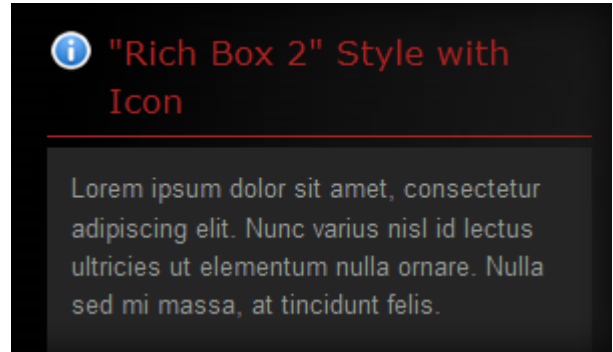 "Rich Box 2" Style with
Icon
Lorem ipsum dolor sit amet, consectetur
adipiscing elit. Nunc varius nisl id lectus
ultricies ut elementum nulla ornare. Nulla
sed mi massa, at tincidunt felis.